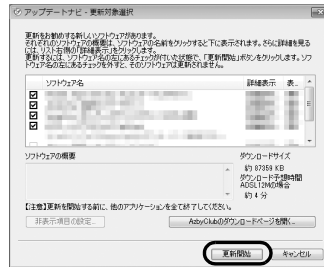 アップデートナビ - 更新対象選択
更新をお勧めする新しいソフトウェアがあります。
それぞれのソフトウェアの概要は、ソフトウェアの名前をクリックすると下に表示されます。さらに詳細を見る
には、リスト右側の「詳細表示」をクリックします。
更新するには、ソフトウェア名の左にあるチェックが付いた状態で、「更新開始」ボタンをクリックします。ソフ
トウェア名の左にあるチェックを外すと、そのソフトウェアは更新されません。
ソフトウェア名 詳細表示 表...
ソフトウェアの概要 ダウンロードサイズ
約 87359 KB
ダウンロード予想時間
ADSL12Mの場合
約 4 分
【注意】更新を開始する前に、他のアプリケーションを全て終了してください。
非表示項目の設定... AzbyClubのダウンロードページを開く...
更新開始 キャンセル